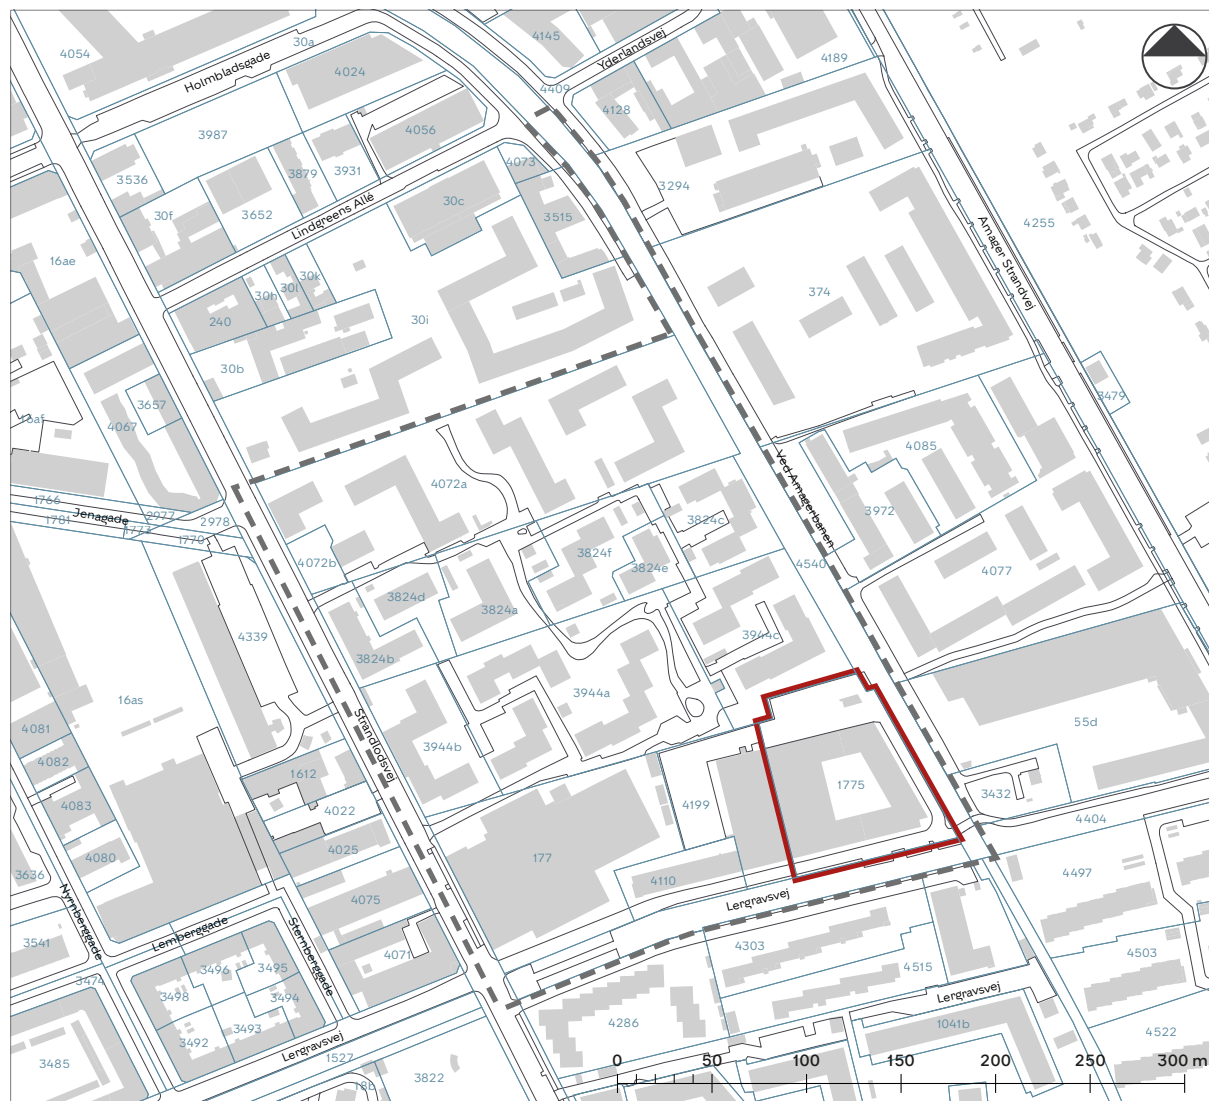 4054
30a
Holmbladsgade
4024
4145
Yderlandsvej
4189
4409
4128
3987
4056
3536
3879
3931
4073
3294
30f
3652
Lindgreens Allé
30c
3515
4255
Amager Strandvej
16ae
30k
30l
30h
240
30i
374
30b
3657
4067
3479
16af
4085
4072a
Ved Amagerbanen
1766
Jenagade
2977
2978
1781
1773
1770
3972
3824c
4072b
3824f
3824e
4540
4077
3824d
3824a
4339
3944c
3824b
3944a
16as
Strandlodsvej
4081
3944b
55d
4082
1612
1775
3432
4083
4022
4199
4404
4025
4080
177
3636
4110
4497
Nyrnberggade
4075
Lergravsvej
Lemberggade
Sternberggade
3541
4071
4303
4503
3496
3495
4515
3474
3498
3494
Lergravsvej
4286
1041b
3493
3492
4522
Lergravsvej
1527
3485
3822
18b
0 50 100 150 200 250 300 m